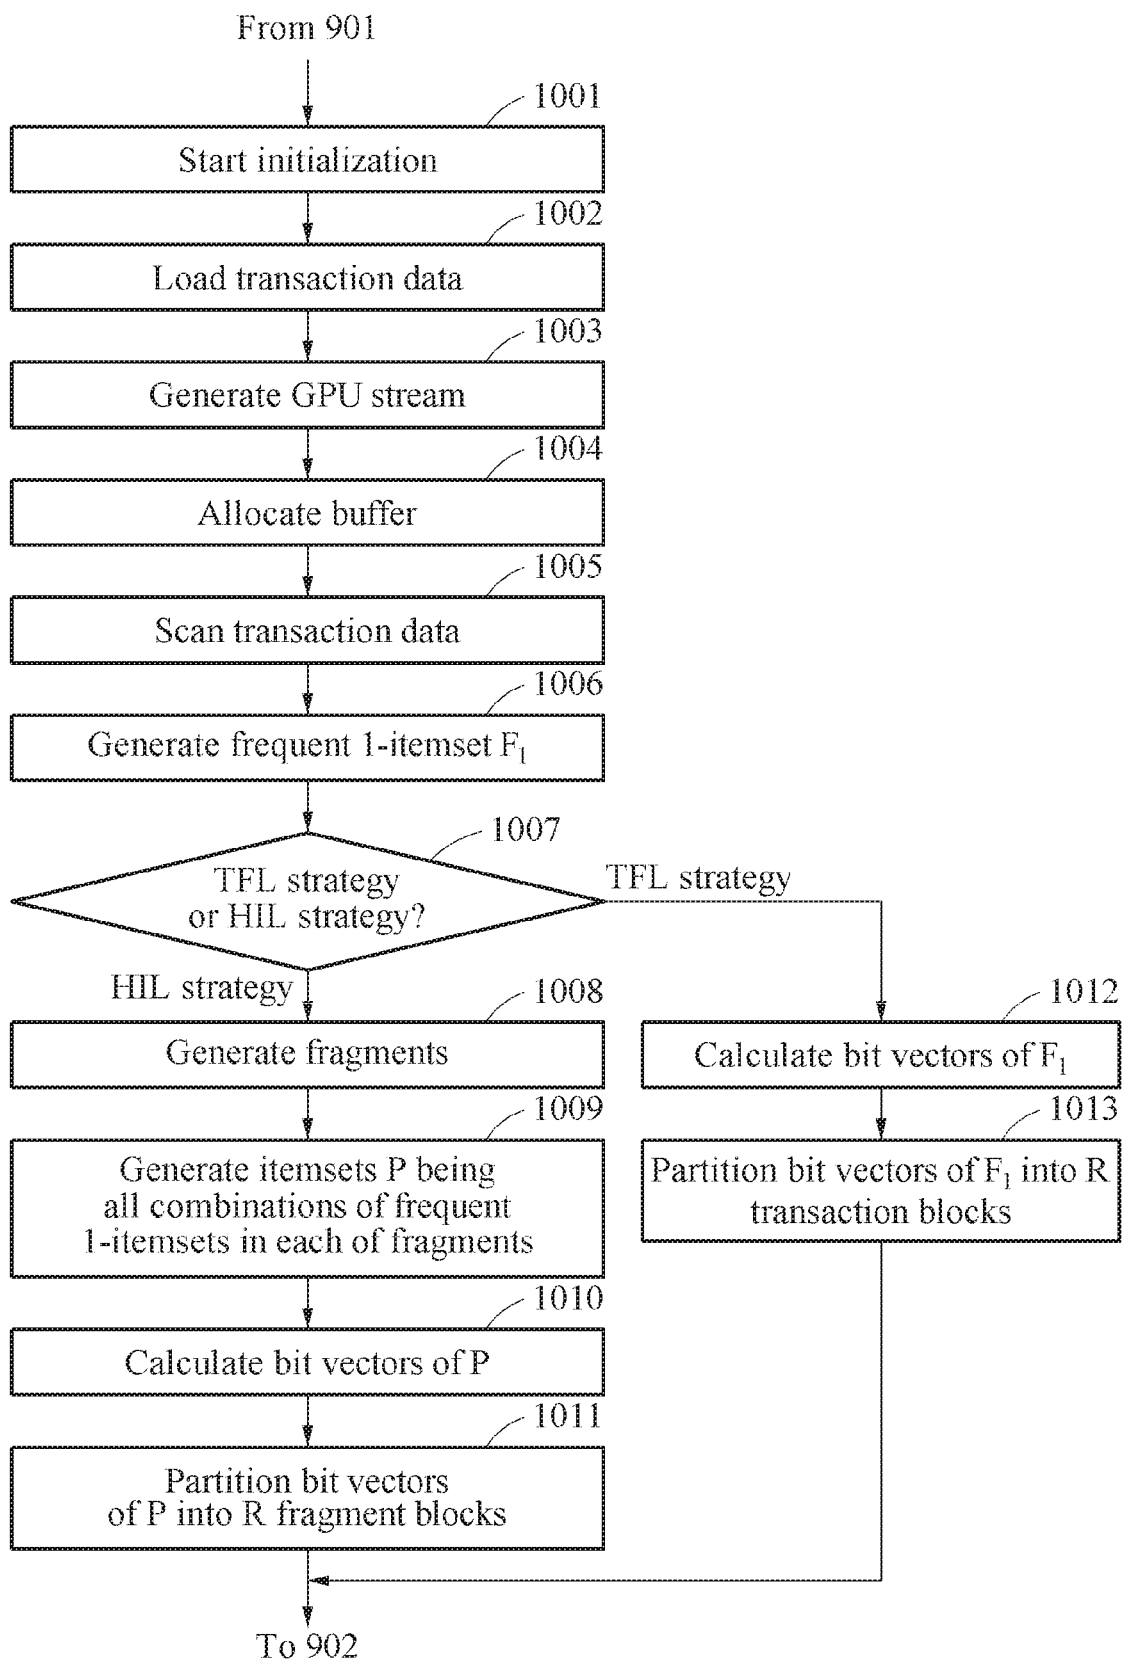 From 901
1001
Start initialization
1002
Load transaction data
1003
Generate GPU stream
1004
Allocate buffer
1005
Scan transaction data
1006
Generate frequent 1-itemset F₁
1007
TFL strategy
or HIL strategy?
TFL strategy
HIL strategy
1008
Generate fragments
1009
Generate itemsets P being
all combinations of frequent
1-itemsets in each of fragments
1010
Calculate bit vectors of P
1011
Partition bit vectors
of P into R fragment blocks
1012
Calculate bit vectors of F₁
1013
Partition bit vectors of F₁ into R
transaction blocks
To 902